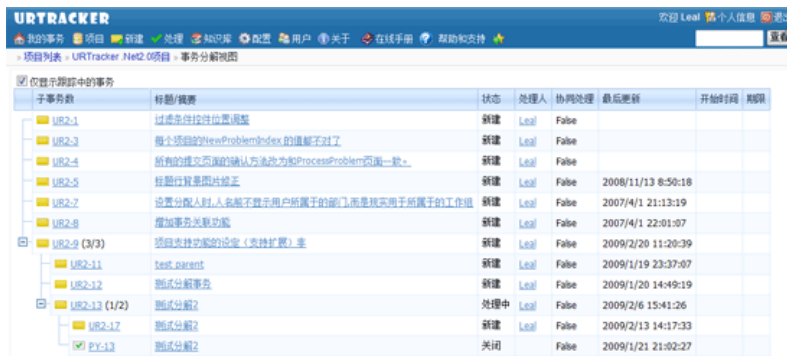 URTRACKER
欢迎 Leal 个人信息 退出
我的事务 项目 新建 处理 知识库 配置 用户 关于 在线手册 帮助和支持
查看
» 项目列表 » URTracker .Net2.0项目 » 事务分解视图
仅显示跟踪中的事务
子事务数 标题/摘要 状态 处理人 协同处理 最后更新 开始时间 期限
UR2-1 过滤条件控件位置调整 新建 Leal False
UR2-3 每个项目的NewProblemIndex 的值都不对了 新建 Leal False
UR2-4 所有的提交页面的确认方法改为和ProcessProblem页面一致。 新建 Leal False
UR2-5 标题行背景图片修正 新建 Leal False 2008/11/13 8:50:18
UR2-7 设置分配人时,人名前不显示用户所属于的部门,而是现实用于所属于的工作组 新建 Leal False 2007/4/1 21:13:19
UR2-8 增加事务关联功能 新建 Leal False 2007/4/1 22:01:07
UR2-9 (3/3) 项目支持功能的设定（支持扩展）率 新建 Leal False 2009/2/20 11:20:39
UR2-11 test parent 新建 Leal False 2009/1/19 23:37:07
UR2-12 测试分解事务 新建 Leal False 2009/1/20 14:49:19
UR2-13 (1/2) 测试分解2 处理中 Leal False 2009/2/6 15:41:26
UR2-17 测试分解2 新建 Leal False 2009/2/13 14:17:33
PY-13 测试分解2 关闭 Leal False 2009/1/21 21:02:27